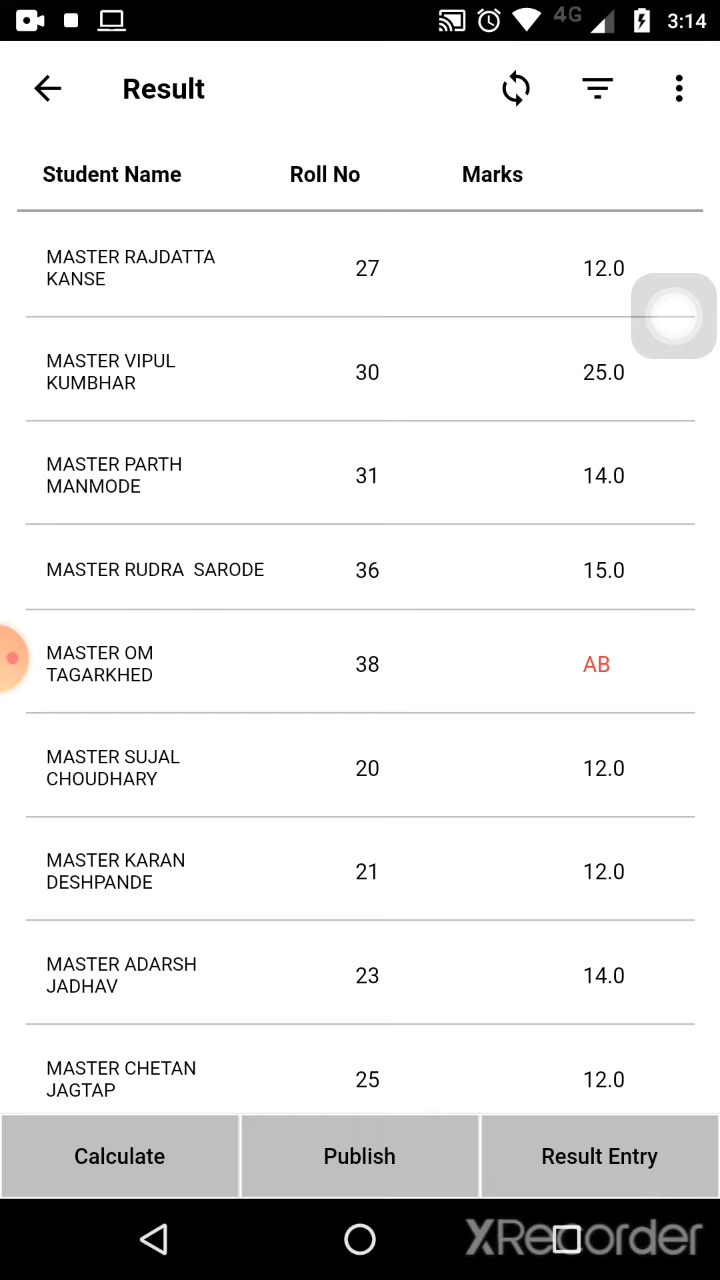 4G 3:14
Result
Student Name Roll No Marks
MASTER RAJDATTA
KANSE 27 12.0
MASTER VIPUL
KUMBHAR 30 25.0
MASTER PARTH
MANMODE 31 14.0
MASTER RUDRA  SARODE 36 15.0
MASTER OM
TAGARKHED 38 AB
MASTER SUJAL
CHOUDHARY 20 12.0
MASTER KARAN
DESHPANDE 21 12.0
MASTER ADARSH
JADHAV 23 14.0
MASTER CHETAN
JAGTAP 25 12.0
Calculate Publish Result Entry
XRecorder